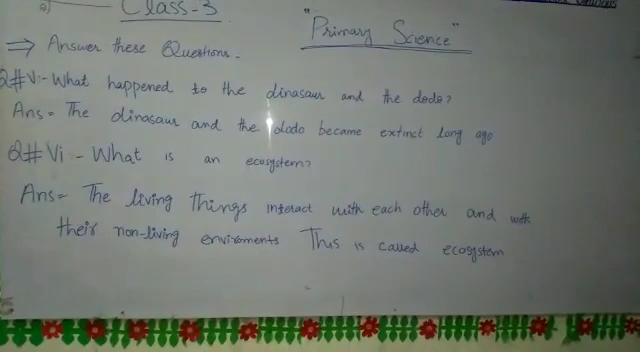 Class-3
"Primary Science"
⇒ Answer these Questions.
Q#V:- What happened to the dinasaur and the dodo?
Ans= The dinasaur and the dodo became extinct long ago
Q#Vi - What is an ecosystem?
Ans= The living things interact with each other and with
their non-living enviroments This is called ecosystem